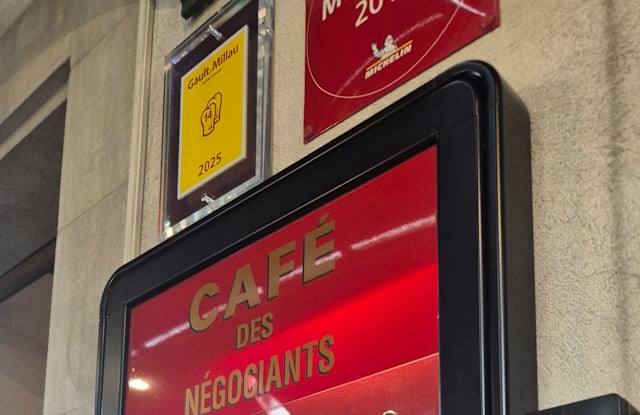 Gault&Millau
14
2025
MICHELIN
CAFÉ
DES
NÉGOCIANTS